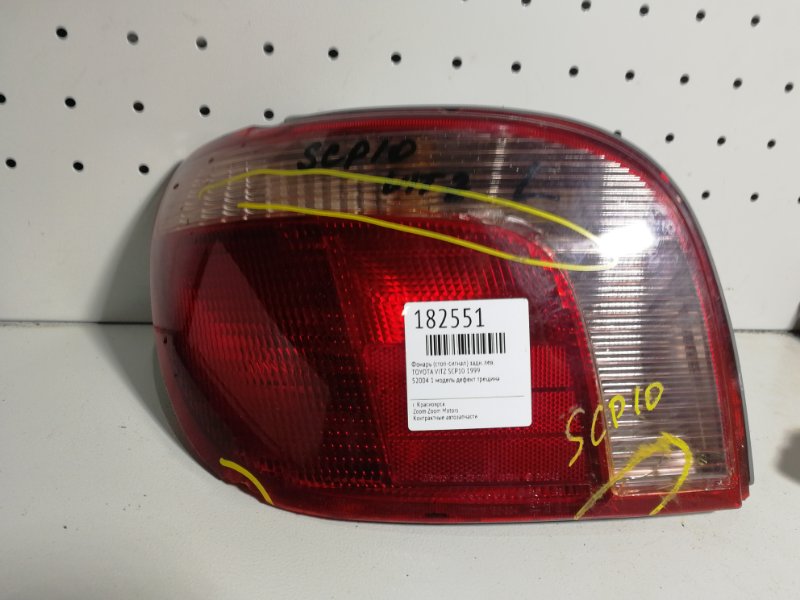 SCP10
VITZ L
182551
Фонарь (стоп-сигнал) задн. лев.
TOYOTA VITZ SCP10 1999
52004 1 модель дефект трещина
г. Красноярск
Zoom Zoom Motors
Контрактные автозапчасти
SCP10